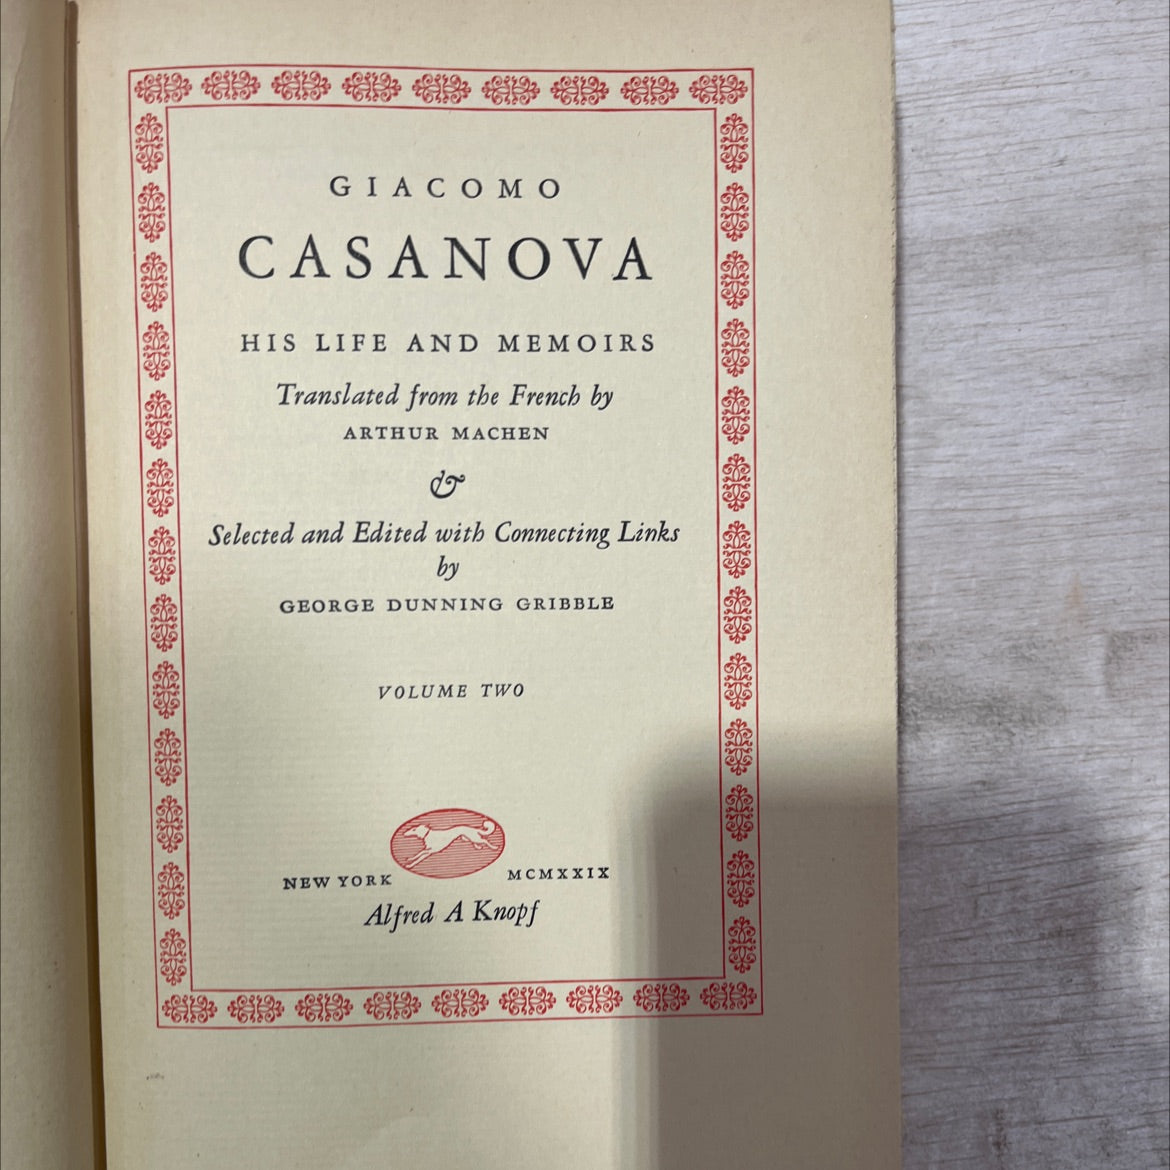 GIACOMO
CASANOVA
HIS LIFE AND MEMOIRS
Translated from the French by
ARTHUR MACHEN
&
Selected and Edited with Connecting Links
by
GEORGE DUNNING GRIBBLE
VOLUME TWO
NEW YORK MCMXXIX
Alfred A Knopf